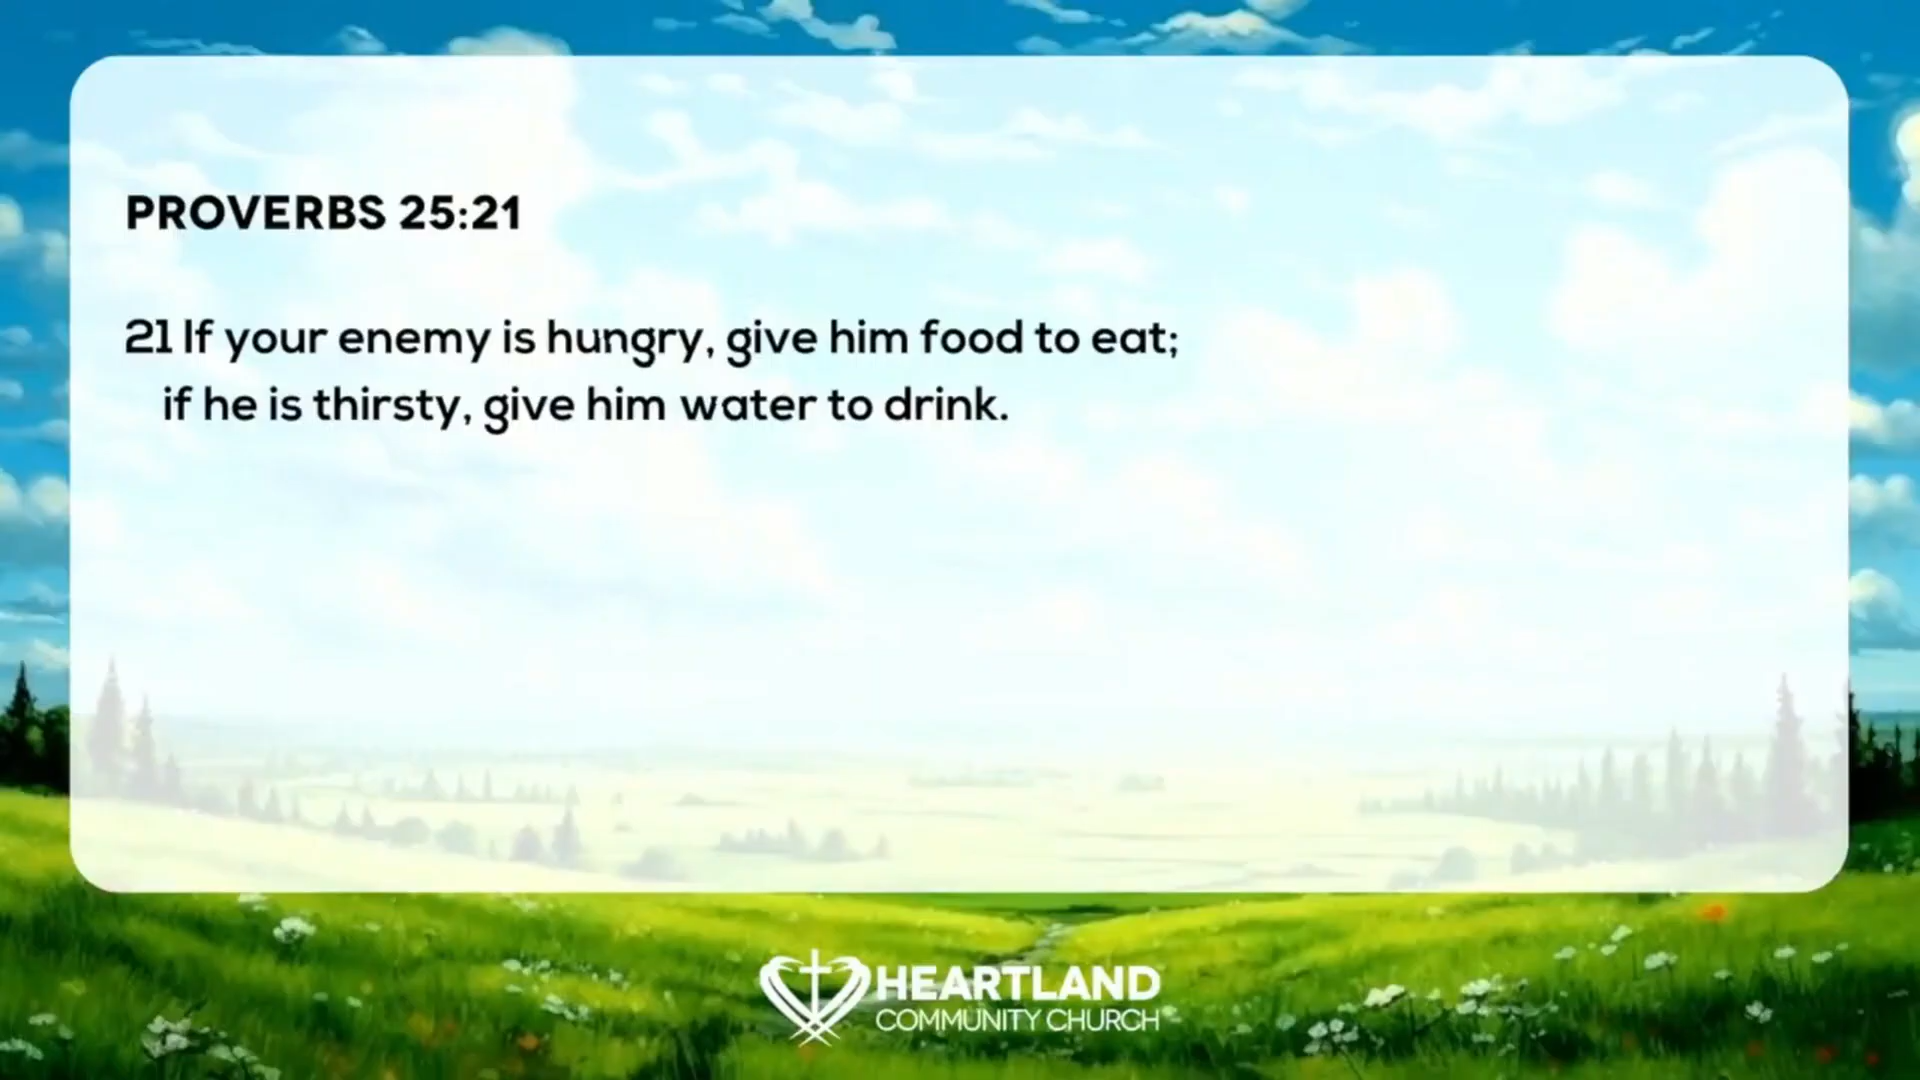 PROVERBS 25:21
21 If your enemy is hungry, give him food to eat;
if he is thirsty, give him water to drink.
HEARTLAND
COMMUNITY CHURCH